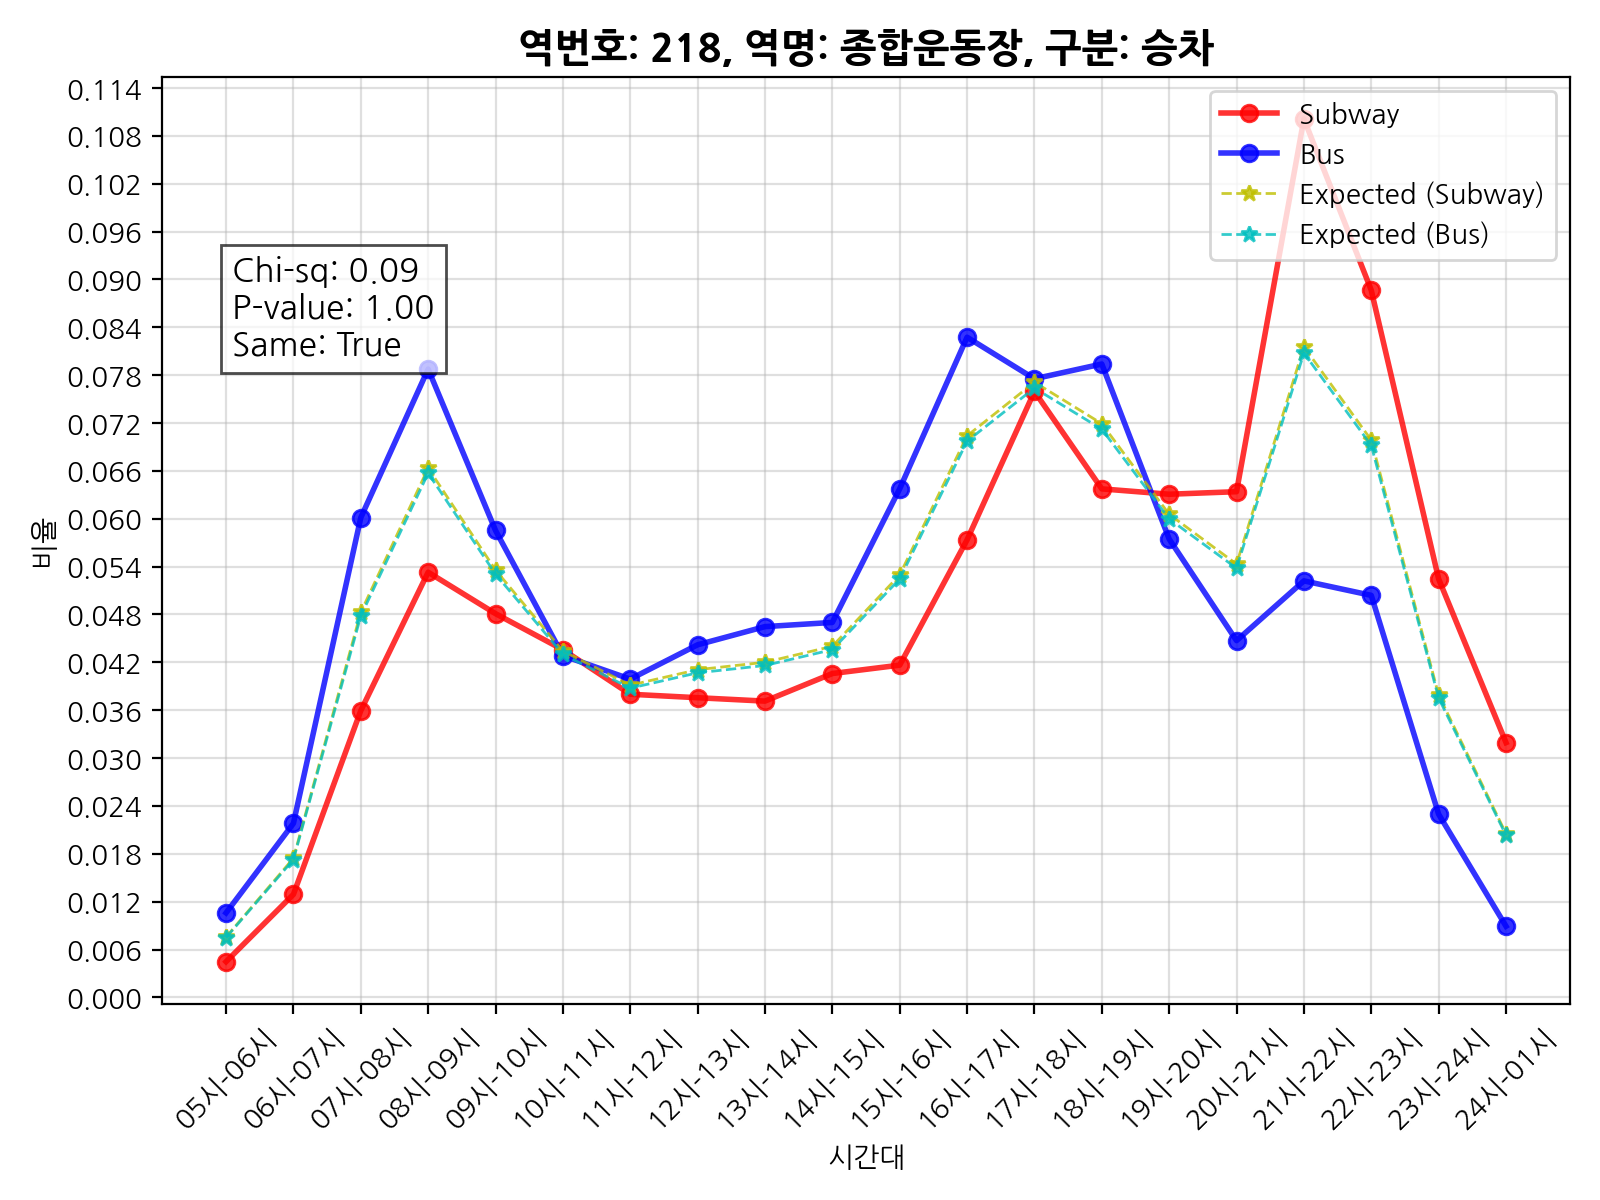 역번호: 218, 역명: 종합운동장, 구분: 승차
Subway
Bus
Expected (Subway)
Expected (Bus)
Chi-sq: 0.09
P-value: 1.00
Same: True
비율
0.114
0.108
0.102
0.096
0.090
0.084
0.078
0.072
0.066
0.060
0.054
0.048
0.042
0.036
0.030
0.024
0.018
0.012
0.006
0.000
05시-06시
06시-07시
07시-08시
08시-09시
09시-10시
10시-11시
11시-12시
12시-13시
13시-14시
14시-15시
15시-16시
16시-17시
17시-18시
18시-19시
19시-20시
20시-21시
21시-22시
22시-23시
23시-24시
24시-01시
시간대